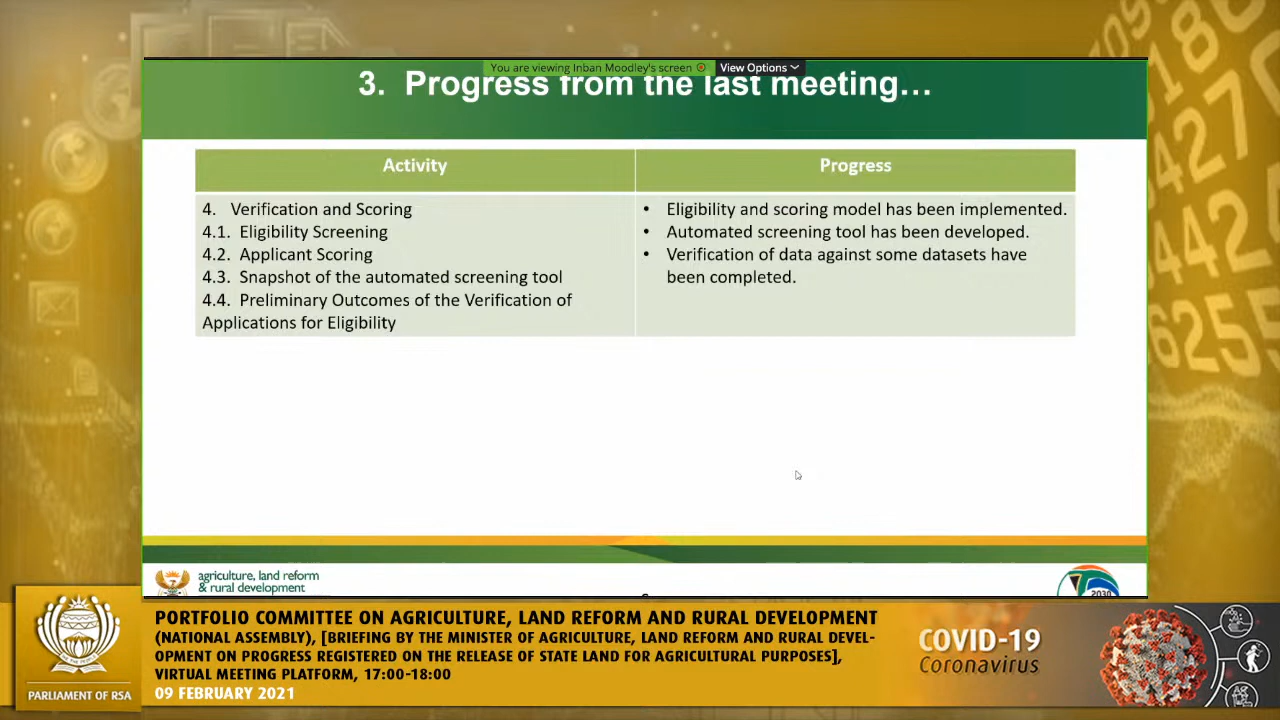 You are viewing Inban Moodley's screen
View Options
3. Progress from the last meeting...
Activity
Progress
4. Verification and Scoring
4.1. Eligibility Screening
4.2. Applicant Scoring
4.3. Snapshot of the automated screening tool
4.4. Preliminary Outcomes of the Verification of
Applications for Eligibility
• Eligibility and scoring model has been implemented.
• Automated screening tool has been developed.
• Verification of data against some datasets have
been completed.
agriculture, land reform
& rural development
2030
PARLIAMENT OF RSA
PORTFOLIO COMMITTEE ON AGRICULTURE, LAND REFORM AND RURAL DEVELOPMENT
(NATIONAL ASSEMBLY), [BRIEFING BY THE MINISTER OF AGRICULTURE, LAND REFORM AND RURAL DEVEL-
OPMENT ON PROGRESS REGISTERED ON THE RELEASE OF STATE LAND FOR AGRICULTURAL PURPOSES],
VIRTUAL MEETING PLATFORM, 17:00-18:00
09 FEBRUARY 2021
COVID-19
Coronavirus